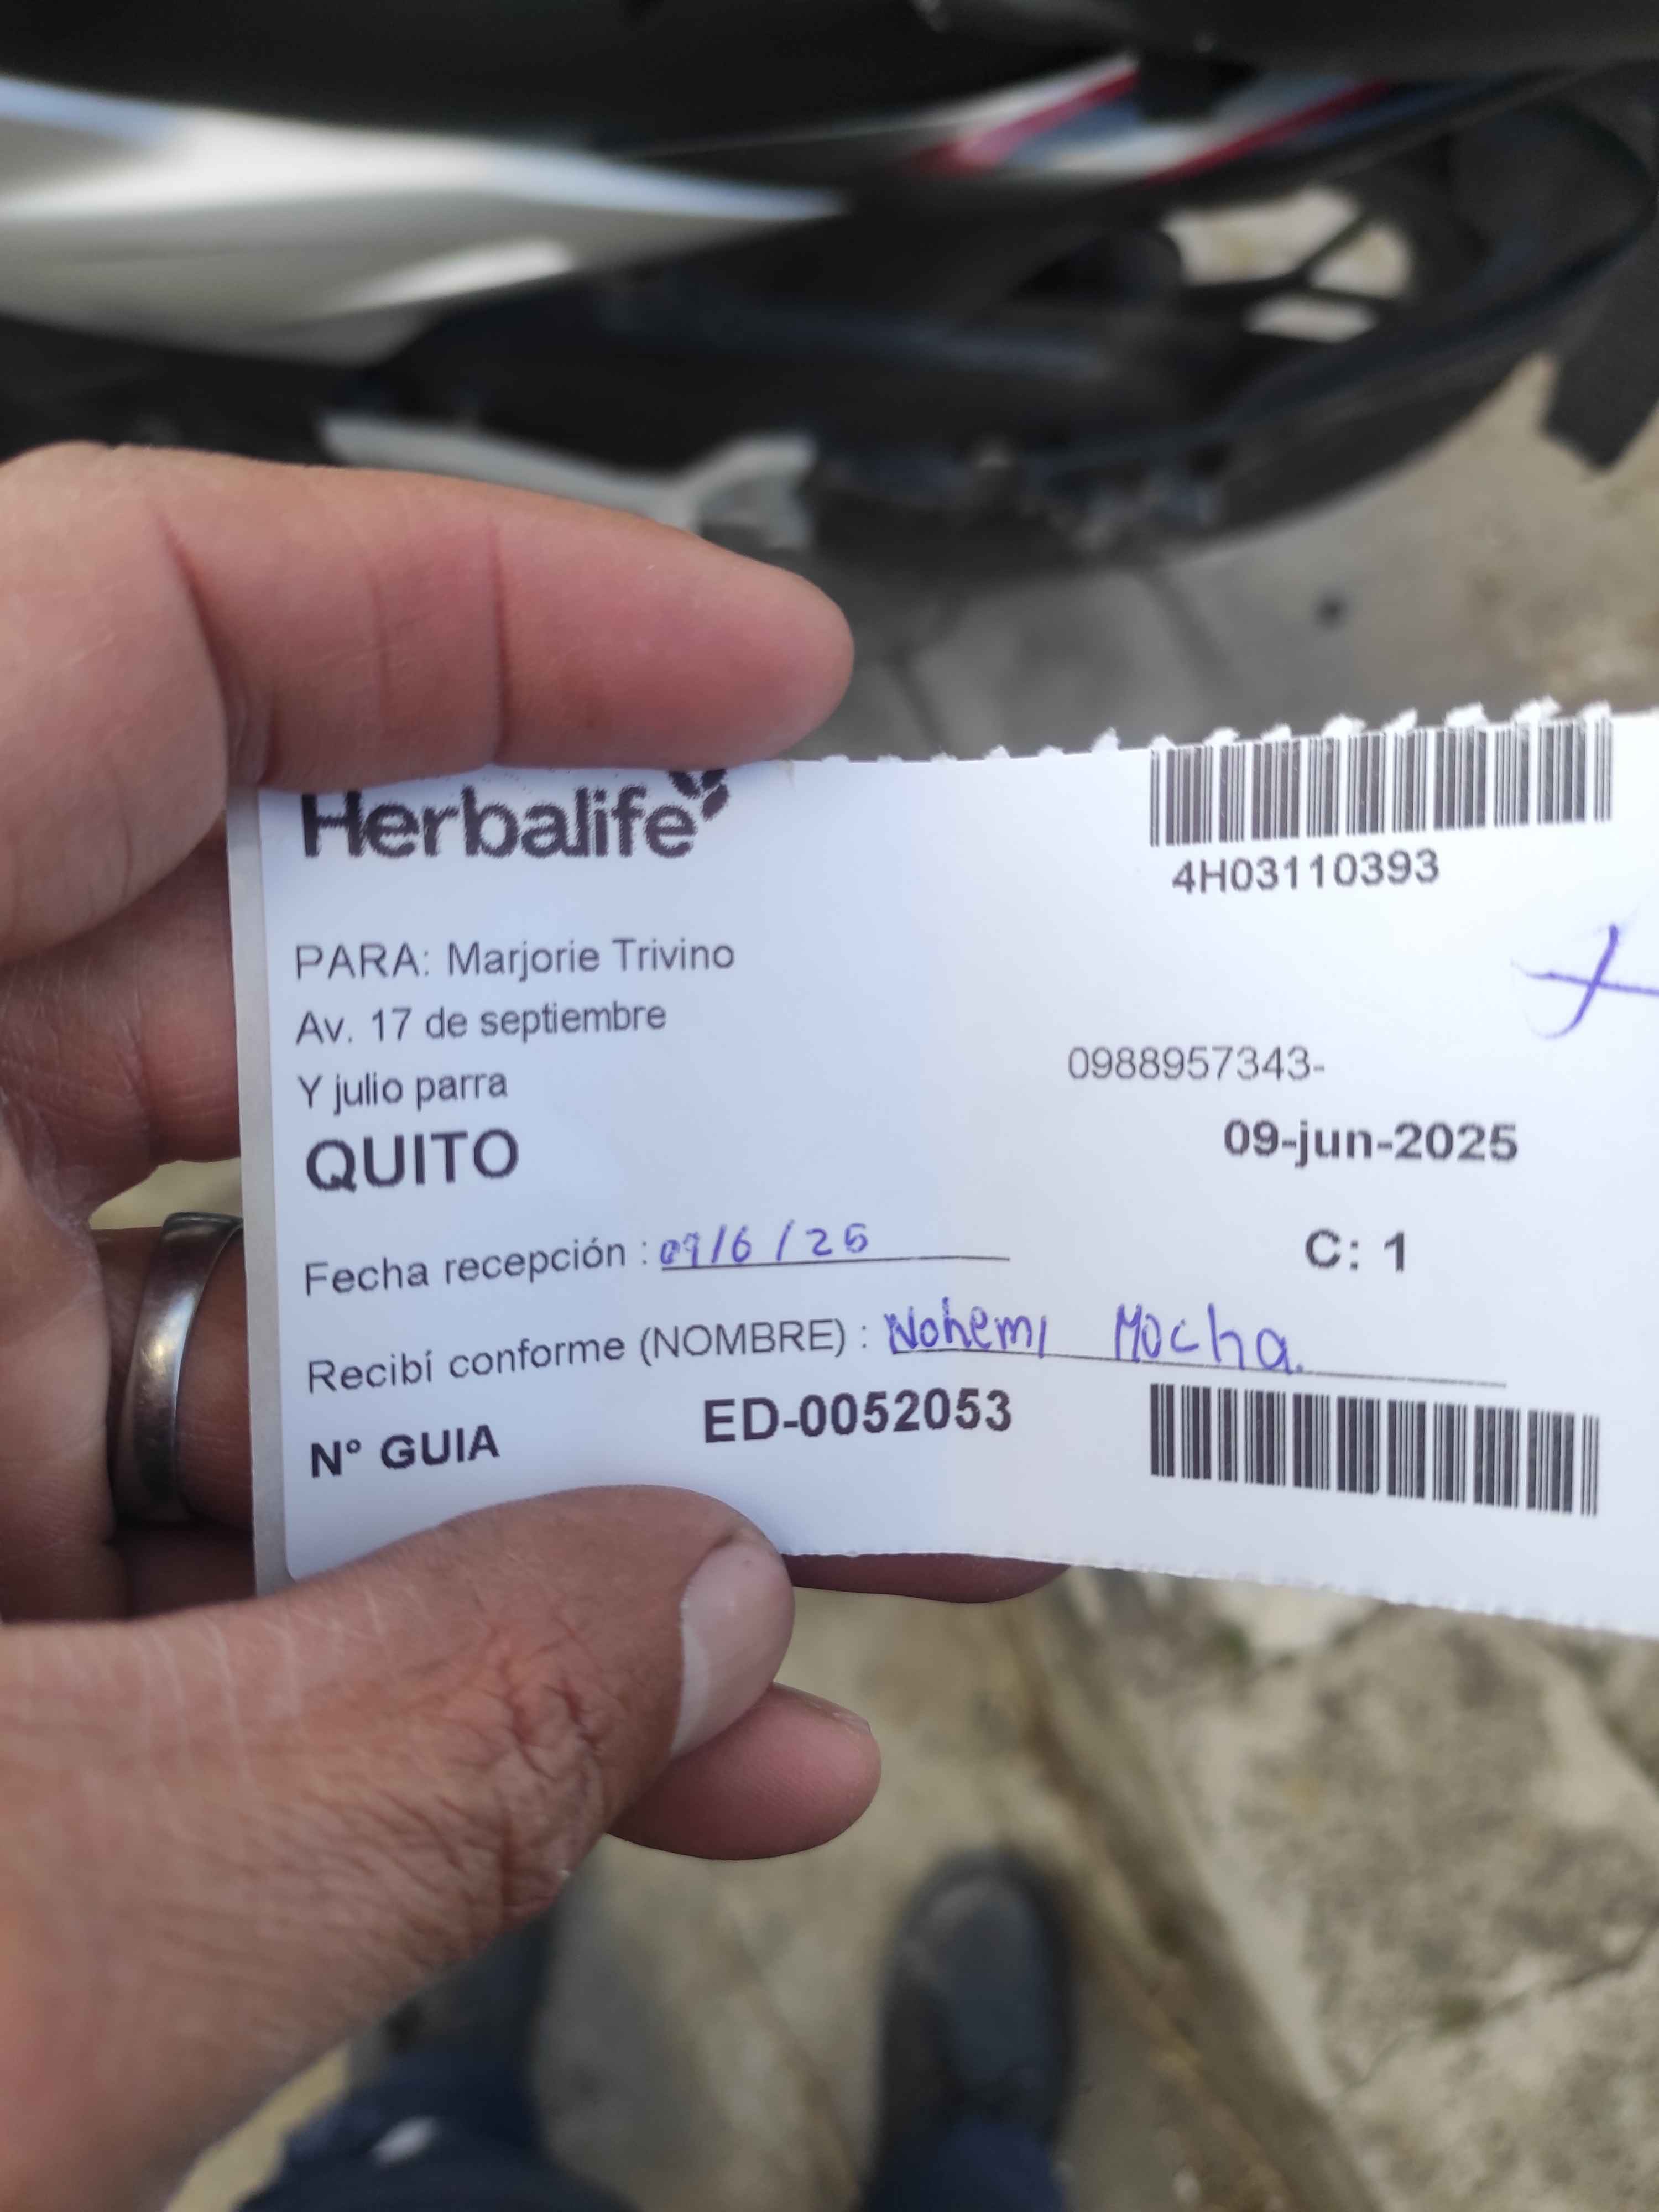 Herbalife
4H03110393
PARA: Marjorie Trivino
Av. 17 de septiembre
Y julio parra
0988957343-
QUITO
09-jun-2025
Fecha recepción : 09/6/25
C: 1
Recibí conforme (NOMBRE) : Nohemi Mocha.
N° GUIA ED-0052053